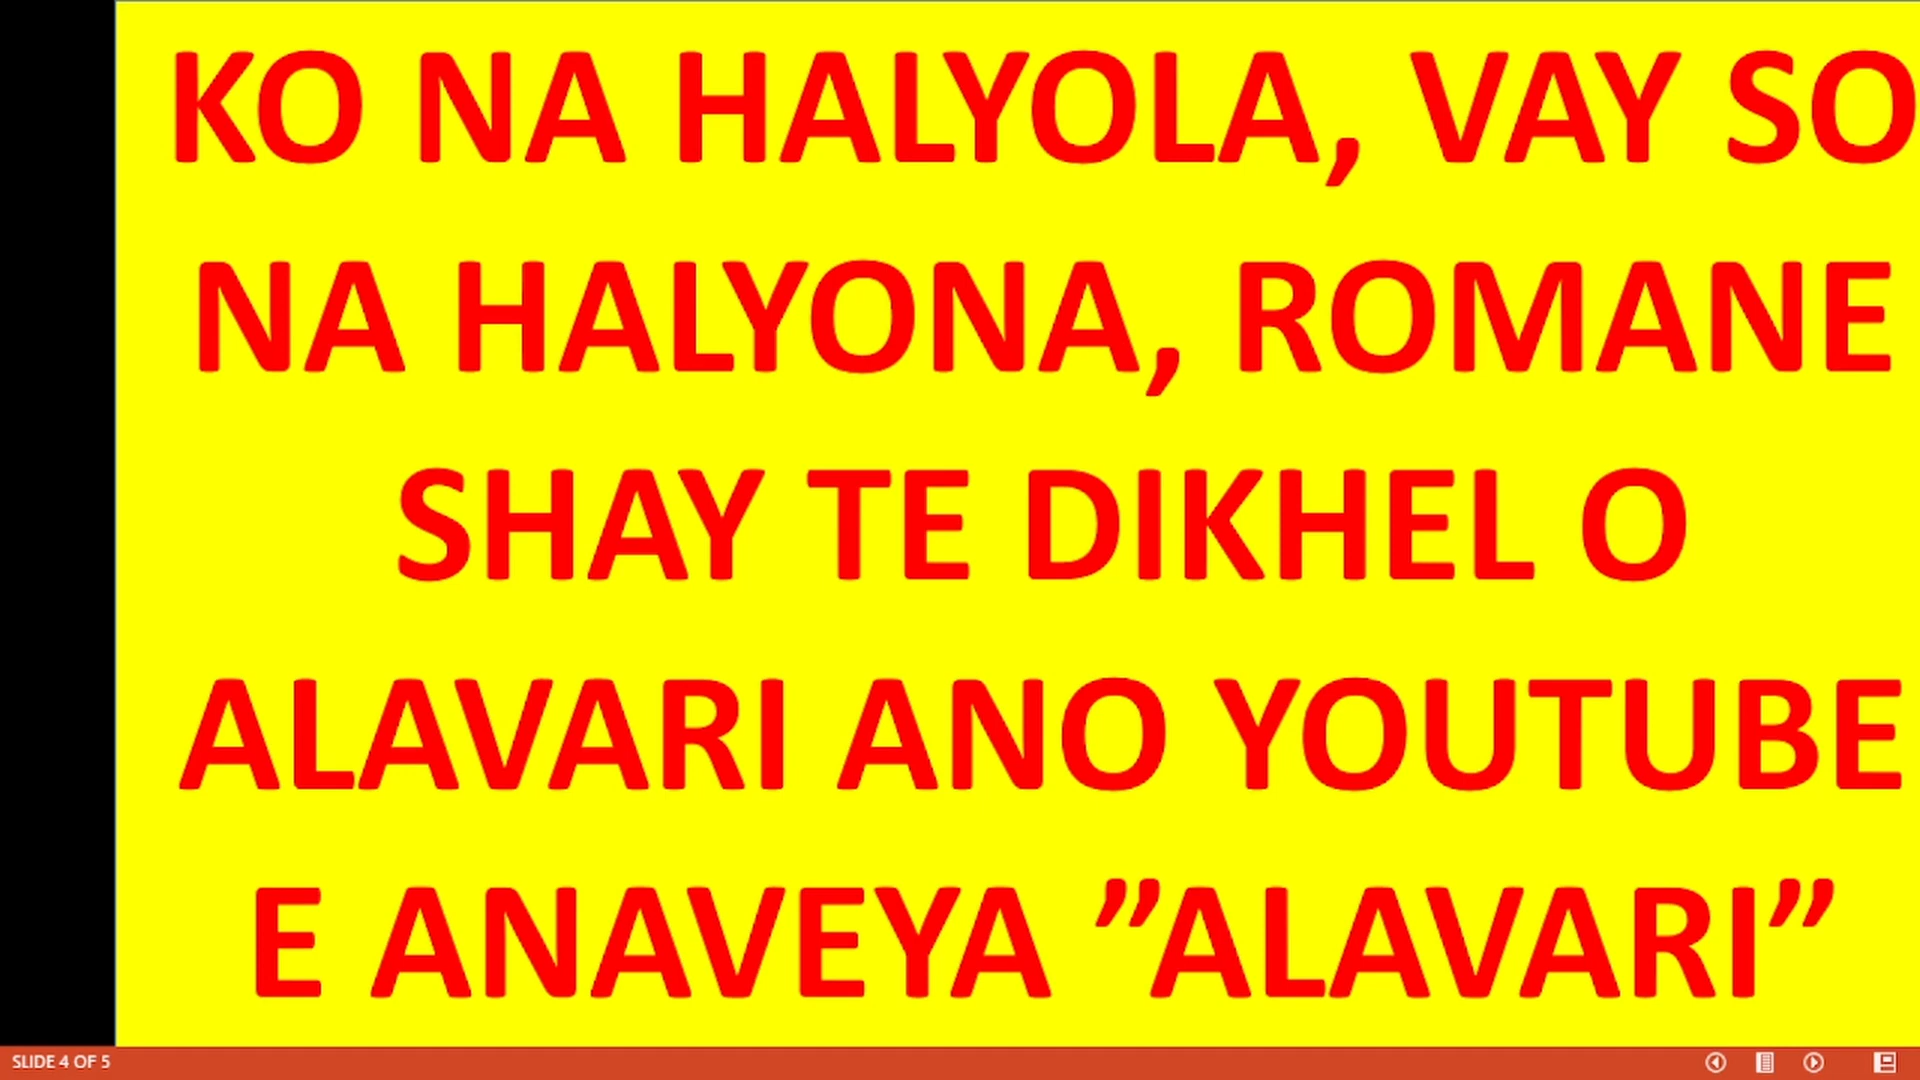 KO NA HALYOLA, VAY SO
NA HALYONA, ROMANE
SHAY TE DIKHEL O
ALAVARI ANO YOUTUBE
E ANAVEYA ”ALAVARI”
SLIDE 4 OF 5